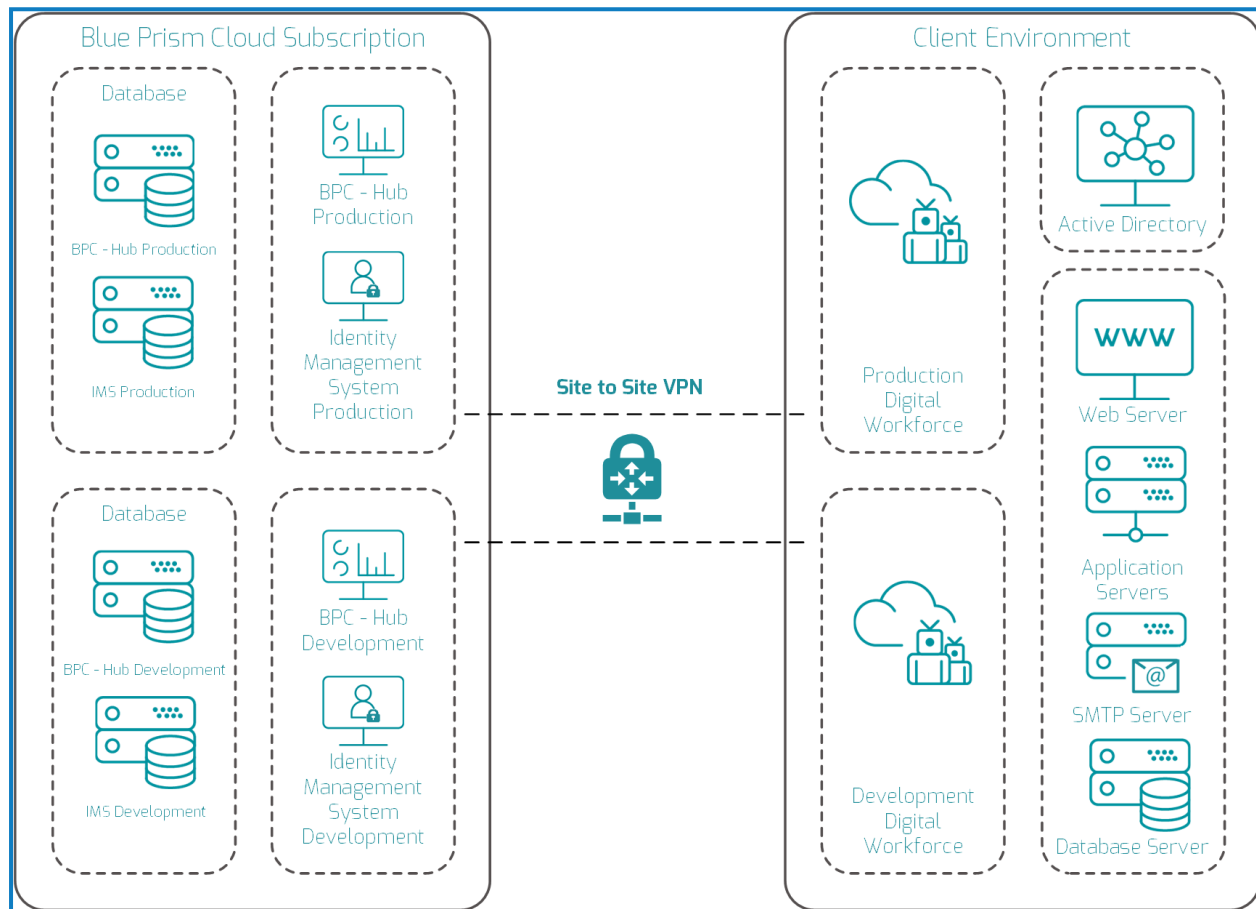 Blue Prism Cloud Subscription
Database
BPC - Hub Production
IMS Production
BPC - Hub
Production
Identity
Management
System
Production
Database
BPC - Hub Development
IMS Development
BPC - Hub
Development
Identity
Management
System
Development
Site to Site VPN
Client Environment
Production
Digital
Workforce
Development
Digital
Workforce
Active Directory
WWW
Web Server
Application
Servers
@
SMTP Server
Database Server